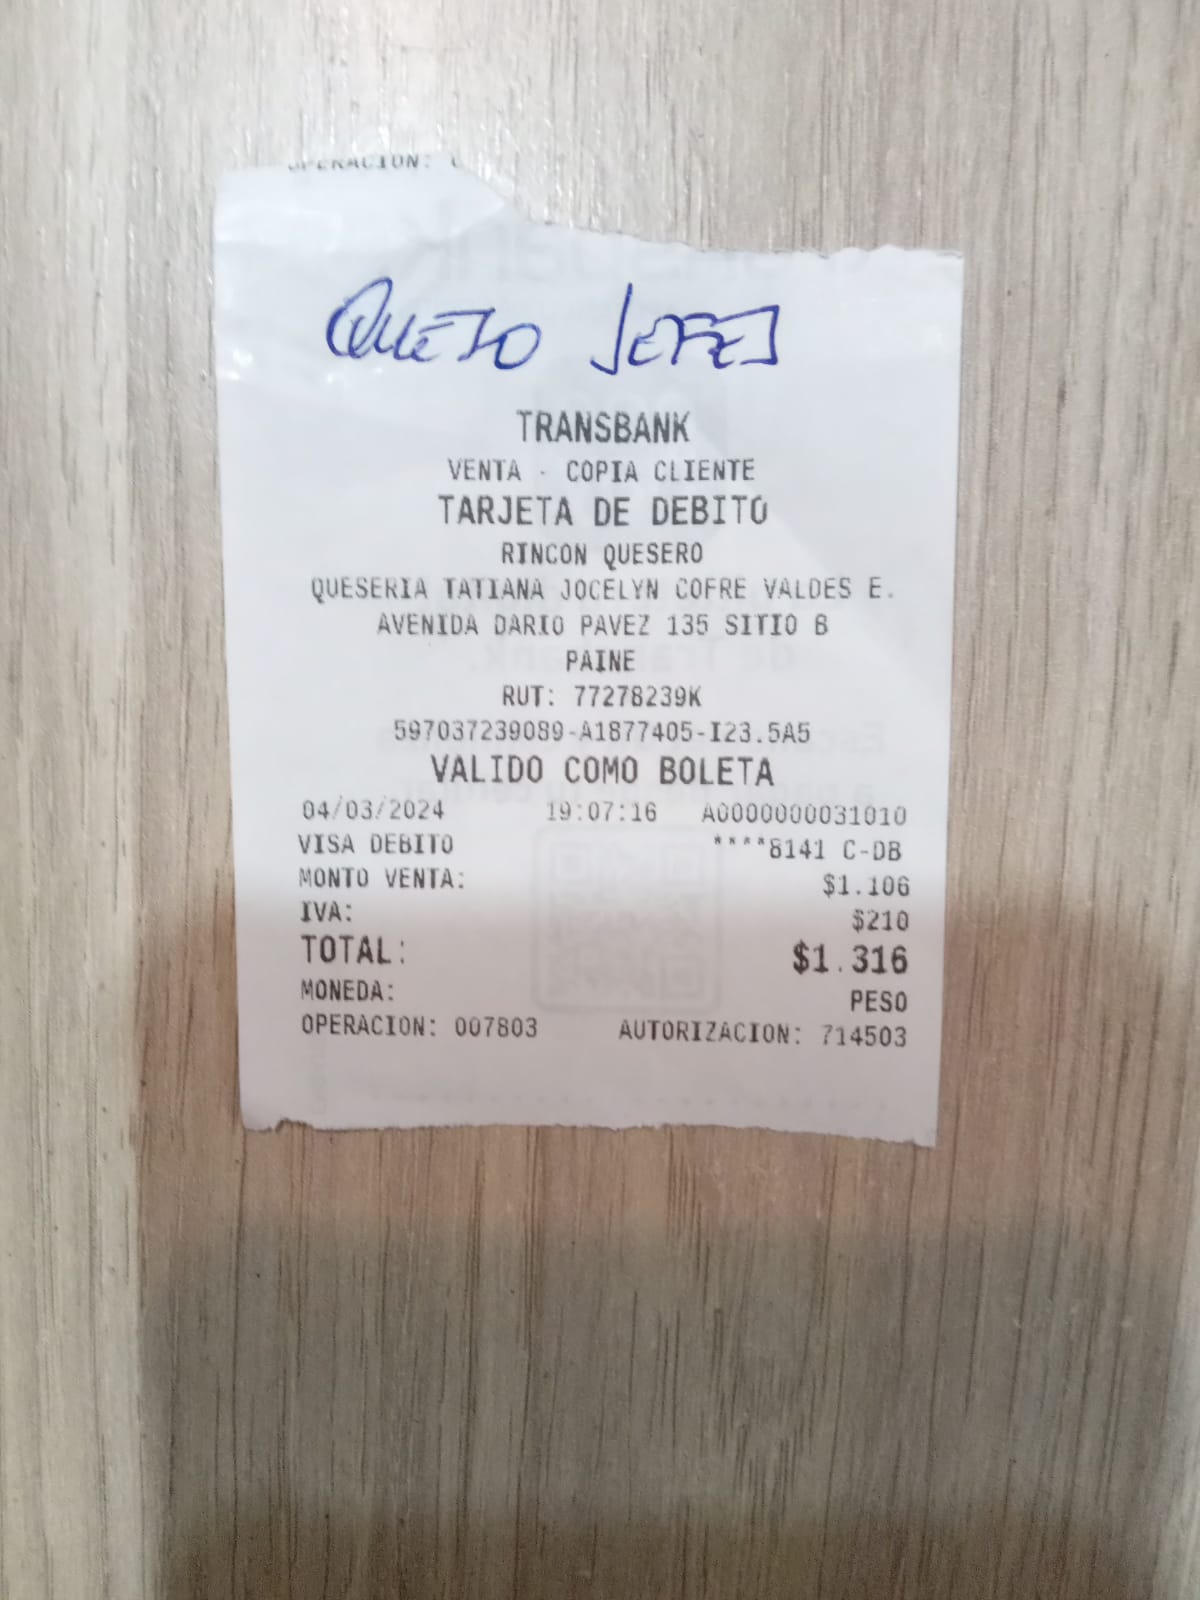 OPERACION:
QUESO JEFES
TRANSBANK
VENTA - COPIA CLIENTE
TARJETA DE DEBITO
RINCON QUESERO
QUESERIA TATIANA JOCELYN COFRE VALDES E.
AVENIDA DARIO PAVEZ 135 SITIO B
PAINE
RUT: 77278239K
597037239089-A1877405-I23.5A5
VALIDO COMO BOLETA
04/03/2024 19:07:16 A0000000031010
VISA DEBITO ****8141 C-DB
MONTO VENTA: $1.106
IVA: $210
TOTAL: $1.316
MONEDA: PESO
OPERACION: 007803 AUTORIZACION: 714503